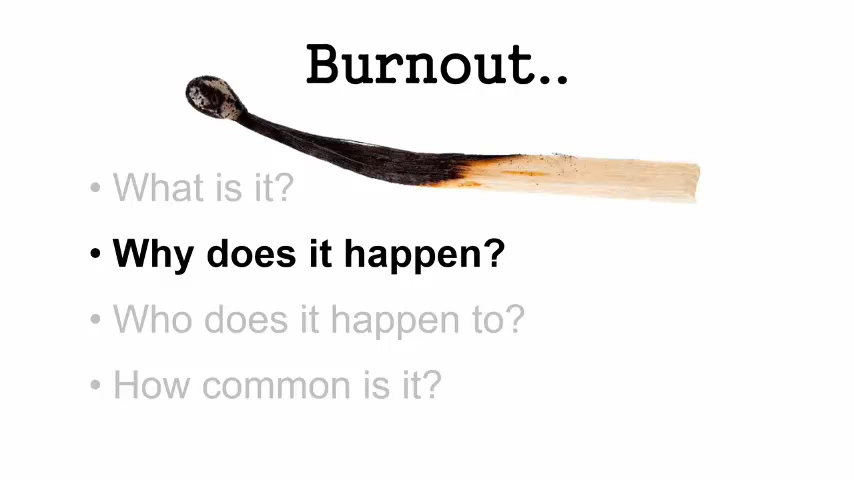 Burnout..
• What is it?
• Why does it happen?
• Who does it happen to?
• How common is it?